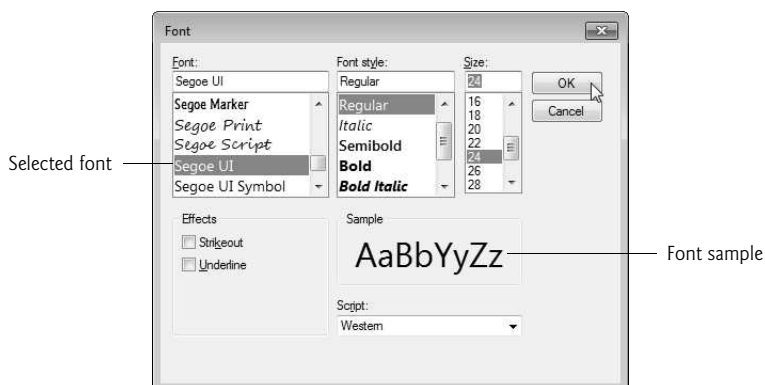 Font
Font:
Font style:
Size:
Segoe UI
Regular
24
OK
Cancel
Segoe Marker
Segoe Print
Segoe Script
Segoe UI
Segoe UI Symbol
Regular
Italic
Semibold
Bold
Bold Italic
16
18
20
22
24
26
28
Selected font
Effects
Strikeout
Underline
Sample
AaBbYyZz
Font sample
Script:
Western